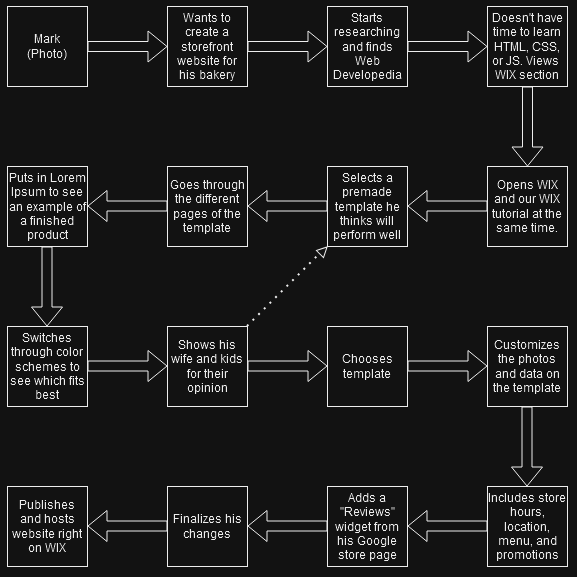 Mark
(Photo)
Wants to
create a
storefront
website for
his bakery
Starts
researching
and finds
Web
Develpedia
Doesn't have
time to learn
HTML, CSS,
or JS. Views
WIX section
Opens WIX
and our WIX
tutorial at the
same time.
Selects a
premade
template he
thinks will
perform well
Goes through
the different
pages of the
template
Puts in Lorem
Ipsum to see
an example of
a finished
product
Switches
through color
schemes to
see which fits
best
Shows his
wife and kids
for their
opinion
Chooses
template
Customizes
the photos
and data on
the template
Includes store
hours,
location,
menu, and
promotions
Adds a
"Reviews"
widget from
his Google
store page
Finalizes his
changes
Publishes
and hosts
website right
on WIX